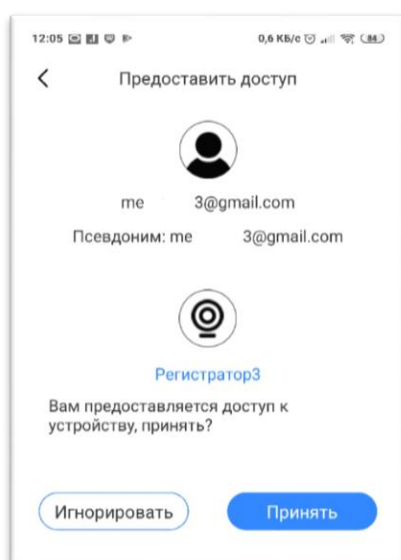 12:05 0,6 КБ/с 84
Предоставить доступ
me 3@gmail.com
Псевдоним: me 3@gmail.com
Регистратор3
Вам предоставляется доступ к
устройству, принять?
Игнорировать Принять